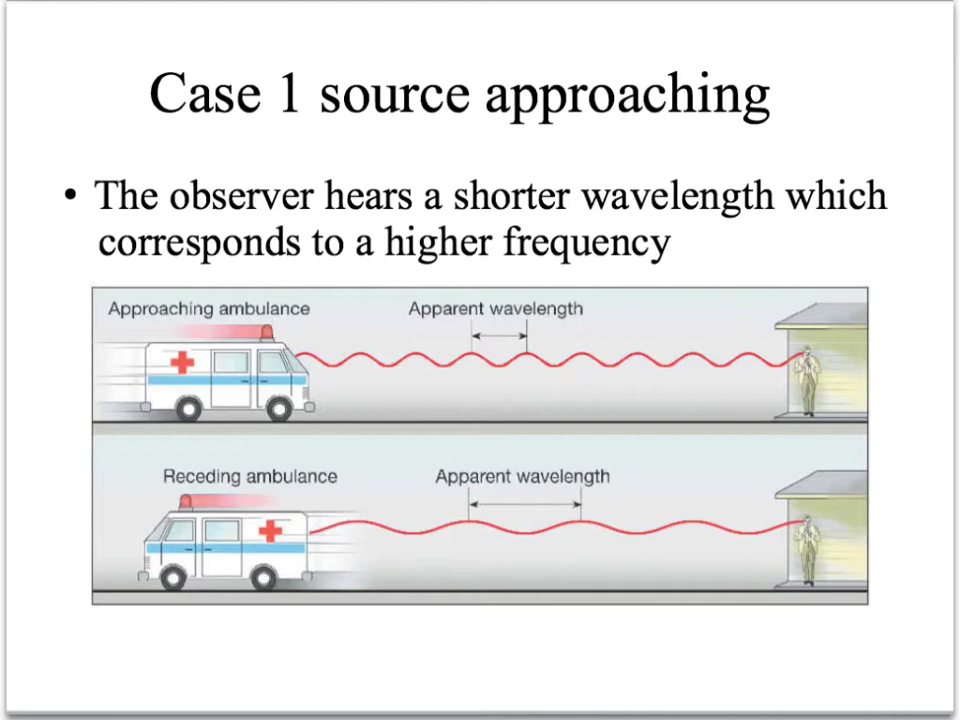 Case 1 source approaching
• The observer hears a shorter wavelength which
corresponds to a higher frequency
Approaching ambulance
Apparent wavelength
Receding ambulance
Apparent wavelength